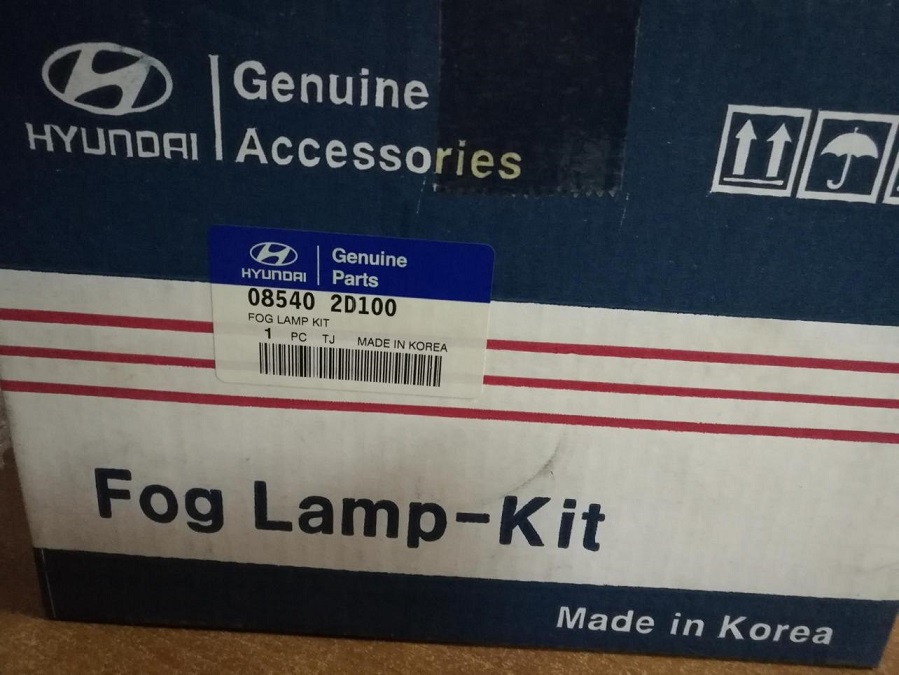 HYUNDAI
Genuine
Accessories
HYUNDAI
Genuine
Parts
08540 2D100
FOG LAMP KIT
1 PC TJ MADE IN KOREA
Fog Lamp-Kit
Made in Korea